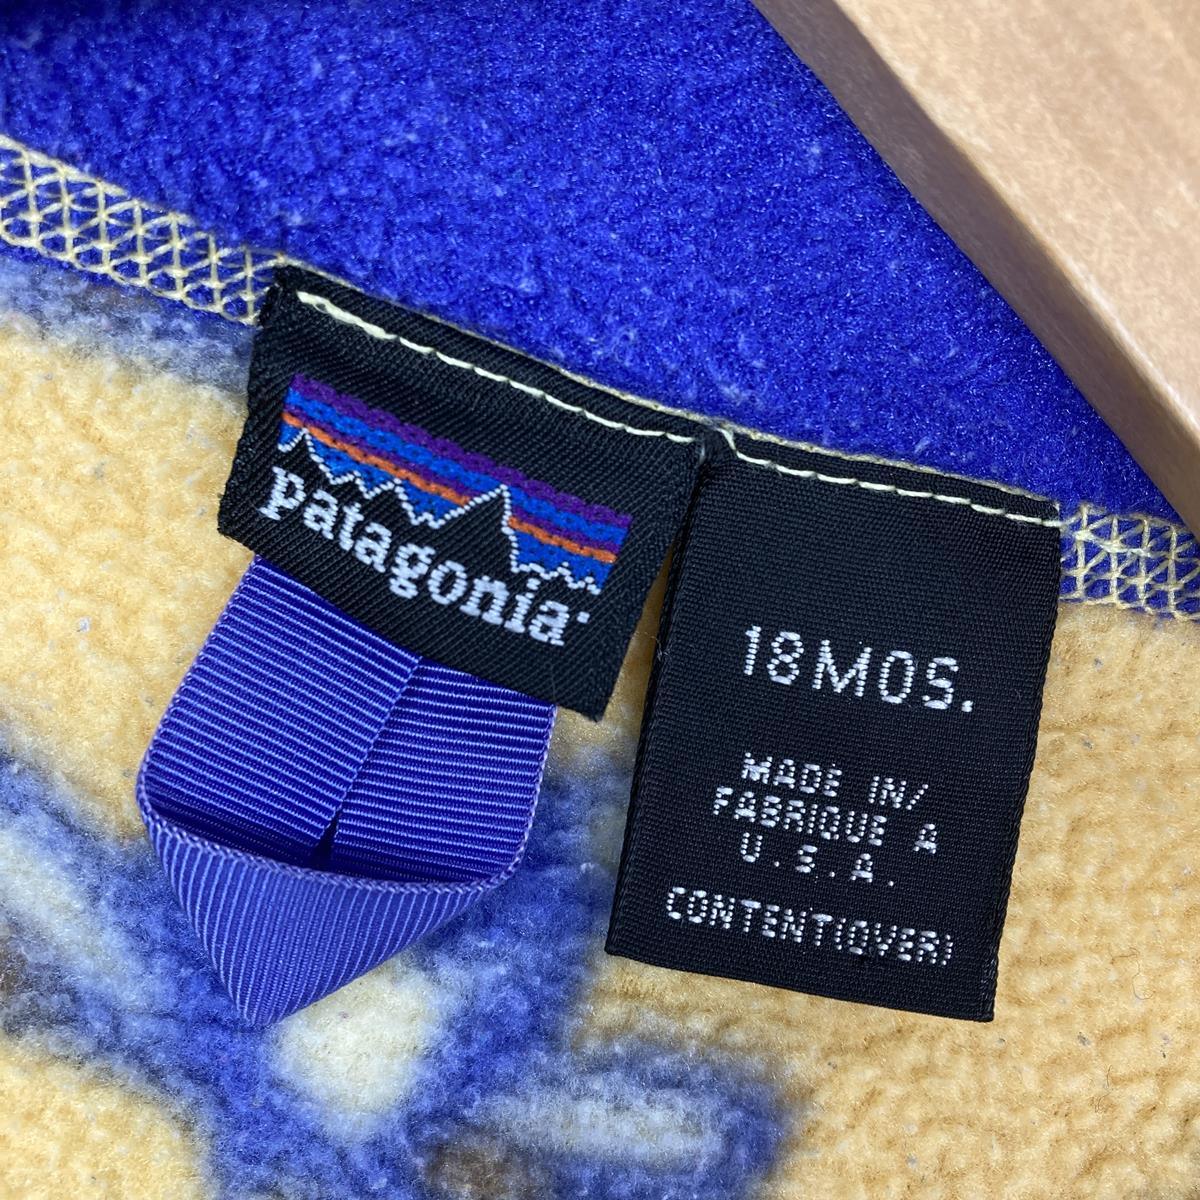 patagonia
18MOS.
MADE IN/
FABRIQUE A
U.S.A.
CONTENT(OVER)